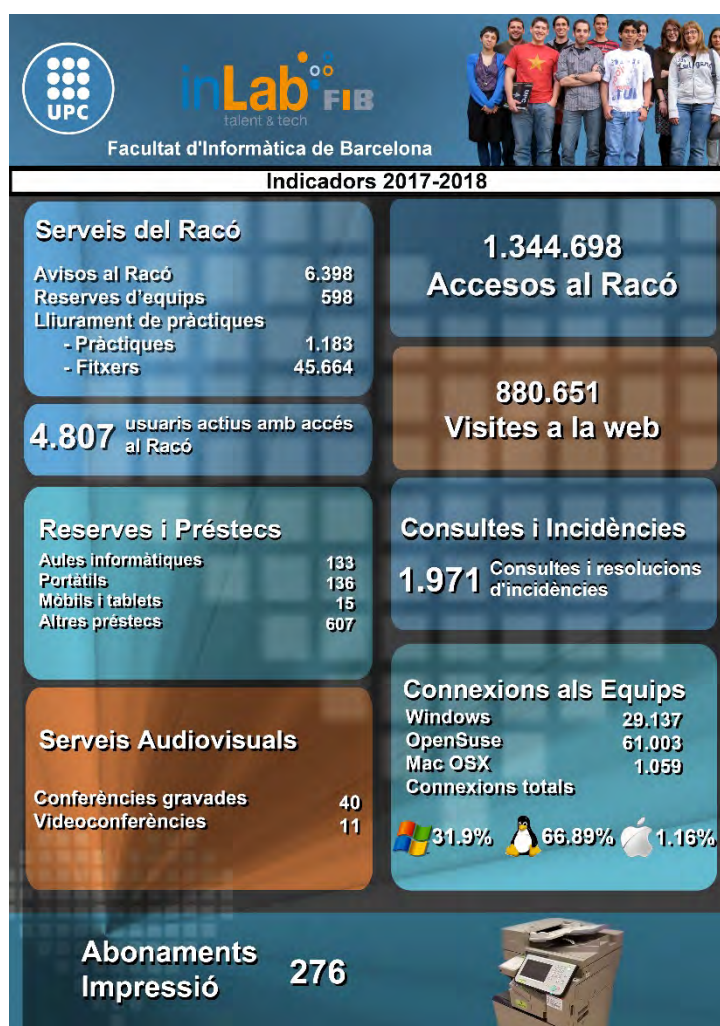 UPC
inLab FIB
talent & tech
Facultat d'Informàtica de Barcelona
Indicadors 2017-2018
Serveis del Racó
Avisos al Racó 6.398
Reserves d'equips 598
Lliurament de pràctiques
- Pràctiques 1.183
- Fitxers 45.664
1.344.698
Accesos al Racó
880.651
Visites a la web
4.807 usuaris actius amb accés
al Racó
Reserves i Préstecs
Aules informàtiques 133
Portàtils 136
Mòbils i tablets 15
Altres préstecs 607
Consultes i Incidències
1.971 Consultes i resolucions
d'incidències
Serveis Audiovisuals
Conferències gravades 40
Videoconferències 11
Connexions als Equips
Windows 29.137
OpenSuse 61.003
Mac OSX 1.059
Connexions totals
31.9% 66.89% 1.16%
Abonaments
Impressió 276